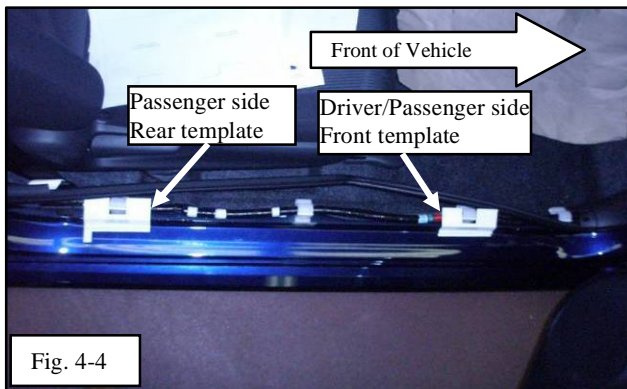 Front of Vehicle
Passenger side
Rear template
Driver/Passenger side
Front template
Fig. 4-4